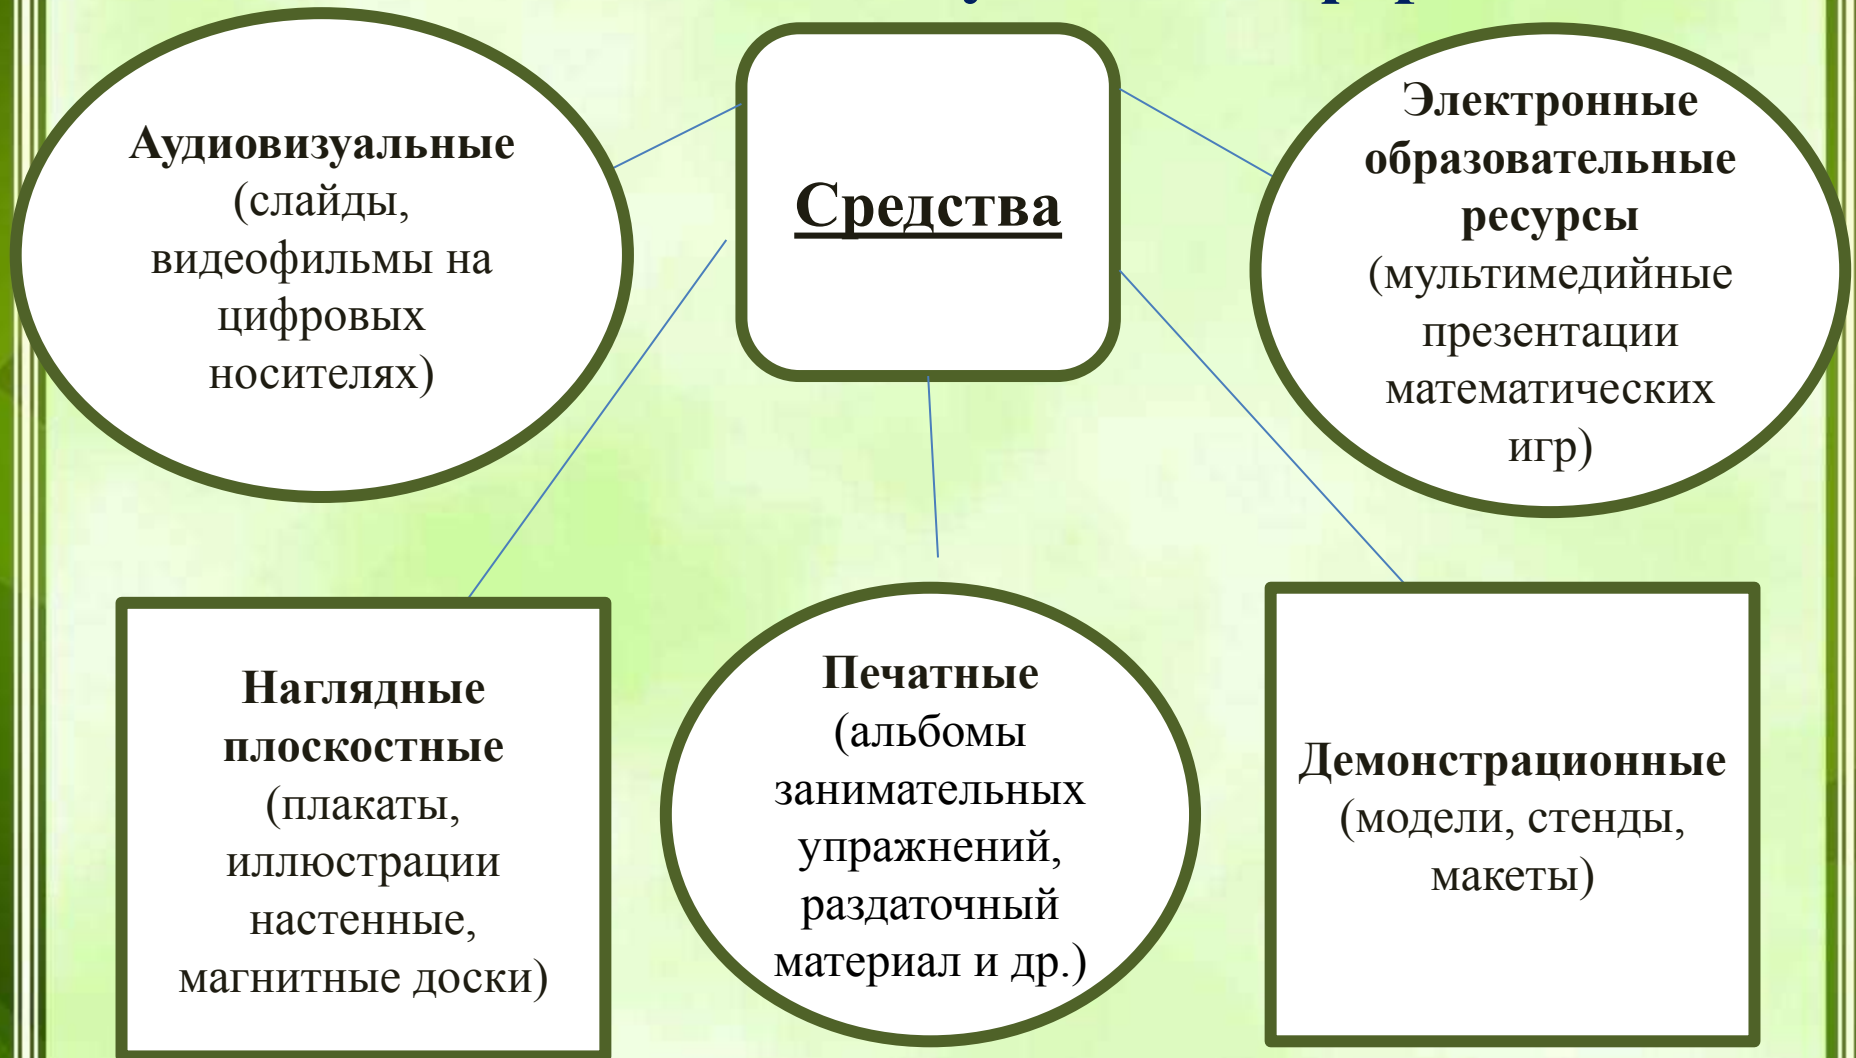 Средства
Аудиовизуальные
(слайды,
видеофильмы на
цифровых
носителях)
Электронные
образовательные
ресурсы
(мультимедийные
презентации
математических
игр)
Наглядные
плоскостные
(плакаты,
иллюстрации
настенные,
магнитные доски)
Печатные
(альбомы
занимательных
упражнений,
раздаточный
материал и др.)
Демонстрационные
(модели, стенды,
макеты)